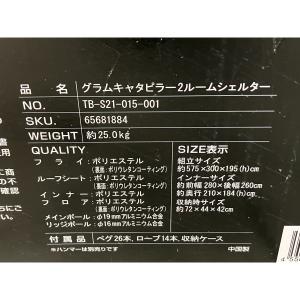 品 名 グラムキャタピラー2ルームシェルター
NO. TB-S21-015-001
SKU. 65681884
WEIGHT 約25.0kg
QUALITY
フライ ポリエステル
(裏面:ポリウレタンコーティング)
ルーフシート ポリエステル
(裏面:ポリウレタンコーティング)
インナー ポリエステル
フロア ポリエステル
(裏面:ポリウレタンコーティング)
メインポール φ19mmアルミニウム合金
リッジポール φ16mmアルミニウム合金
SIZE表示
組立サイズ
約575×300×195(h)cm
インナーサイズ
約前幅280×後幅260
約奥行210×184(h)cm
収納時サイズ
約72×44×42cm
付属品 ペグ26本、ロープ14本、収納ケース
※ハンマーは別売りです
中国製